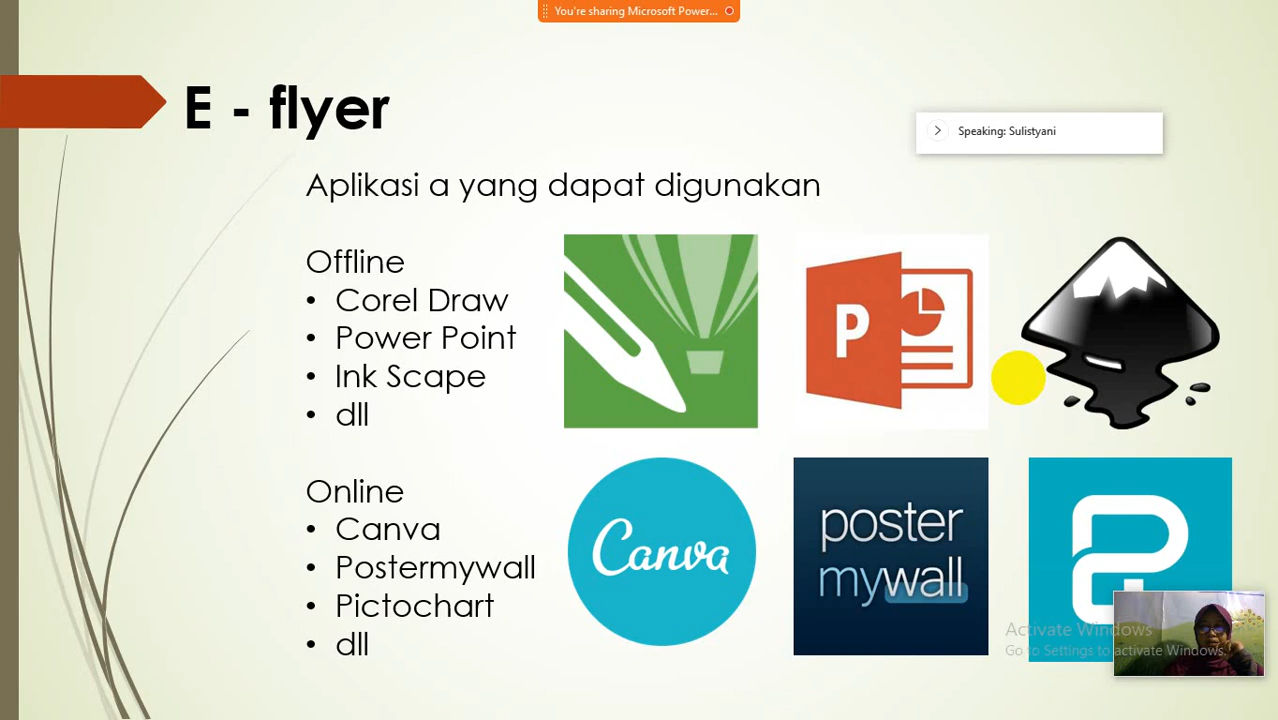 You're sharing Microsoft Power...
E - flyer
Speaking: Sulistyani
Aplikasi a yang dapat digunakan
Offline
• Corel Draw
• Power Point
• Ink Scape
• dll
P
Online
• Canva
• Postermywall
• Pictochart
• dll
Canva
poster
mywall
Activate Windows
Go to Settings to activate Windows.